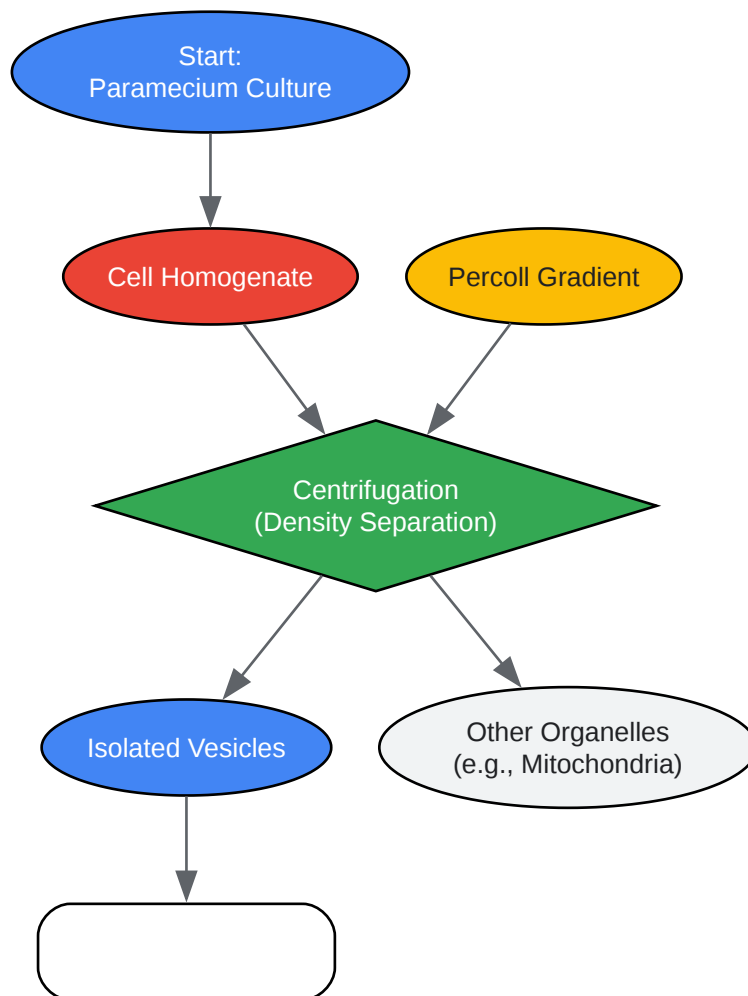 Start:
Paramecium Culture
Cell Homogenate
Percoll Gradient
Centrifugation
(Density Separation)
Isolated Vesicles
Other Organelles
(e.g., Mitochondria)